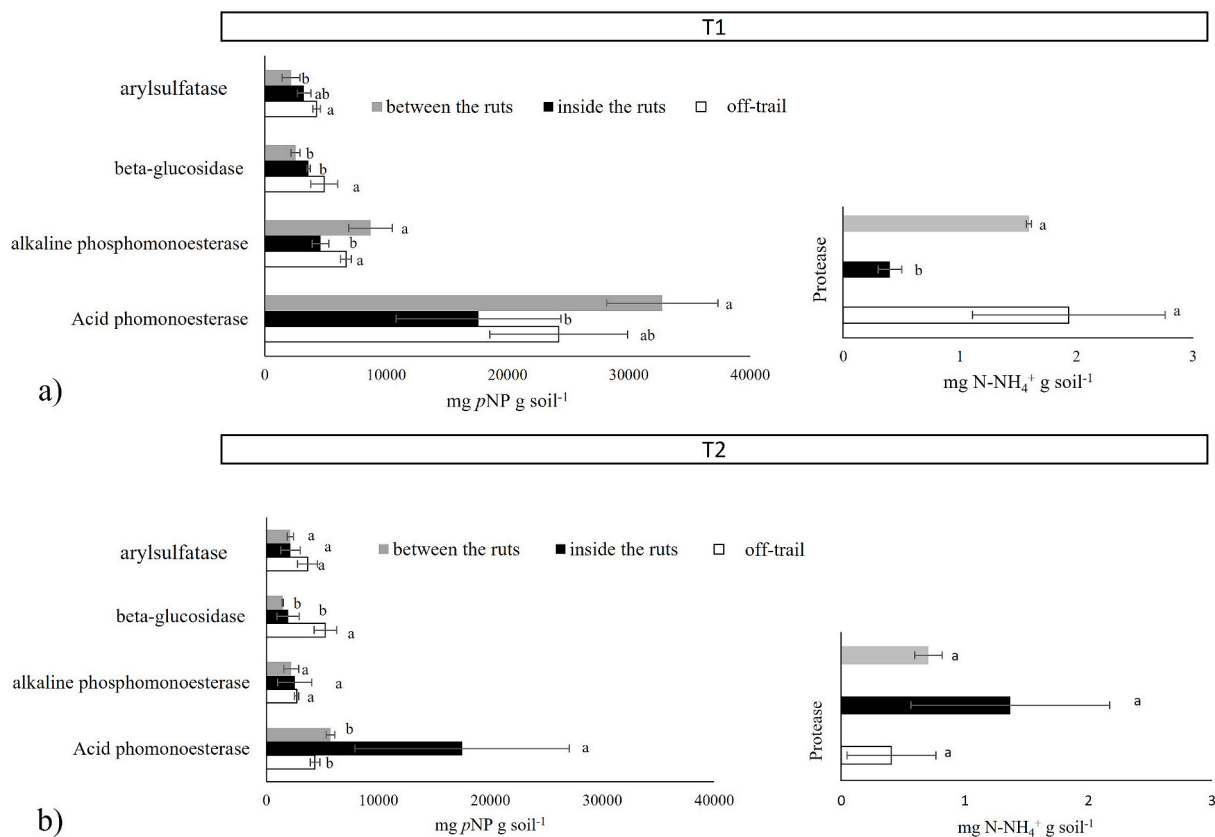 T1
arylsulfatase
b
ab
a
between the ruts
inside the ruts
off-trail
beta-glucosidase
b
b
a
alkaline phosphomonoesterase
a
b
a
Acid phomonoesterase
a
b
ab
0 10000 20000 30000 40000
mg pNP g soil⁻¹
Protease
a
b
a
0 1 2 3
mg N-NH₄⁺ g soil⁻¹
a)
T2
arylsulfatase
a
a
a
between the ruts
inside the ruts
off-trail
beta-glucosidase
b
b
a
alkaline phosphomonoesterase
a
a
a
Acid phomonoesterase
b
a
b
0 10000 20000 30000 40000
mg pNP g soil⁻¹
Protease
a
a
a
0 1 2 3
mg N-NH₄⁺ g soil⁻¹
b)